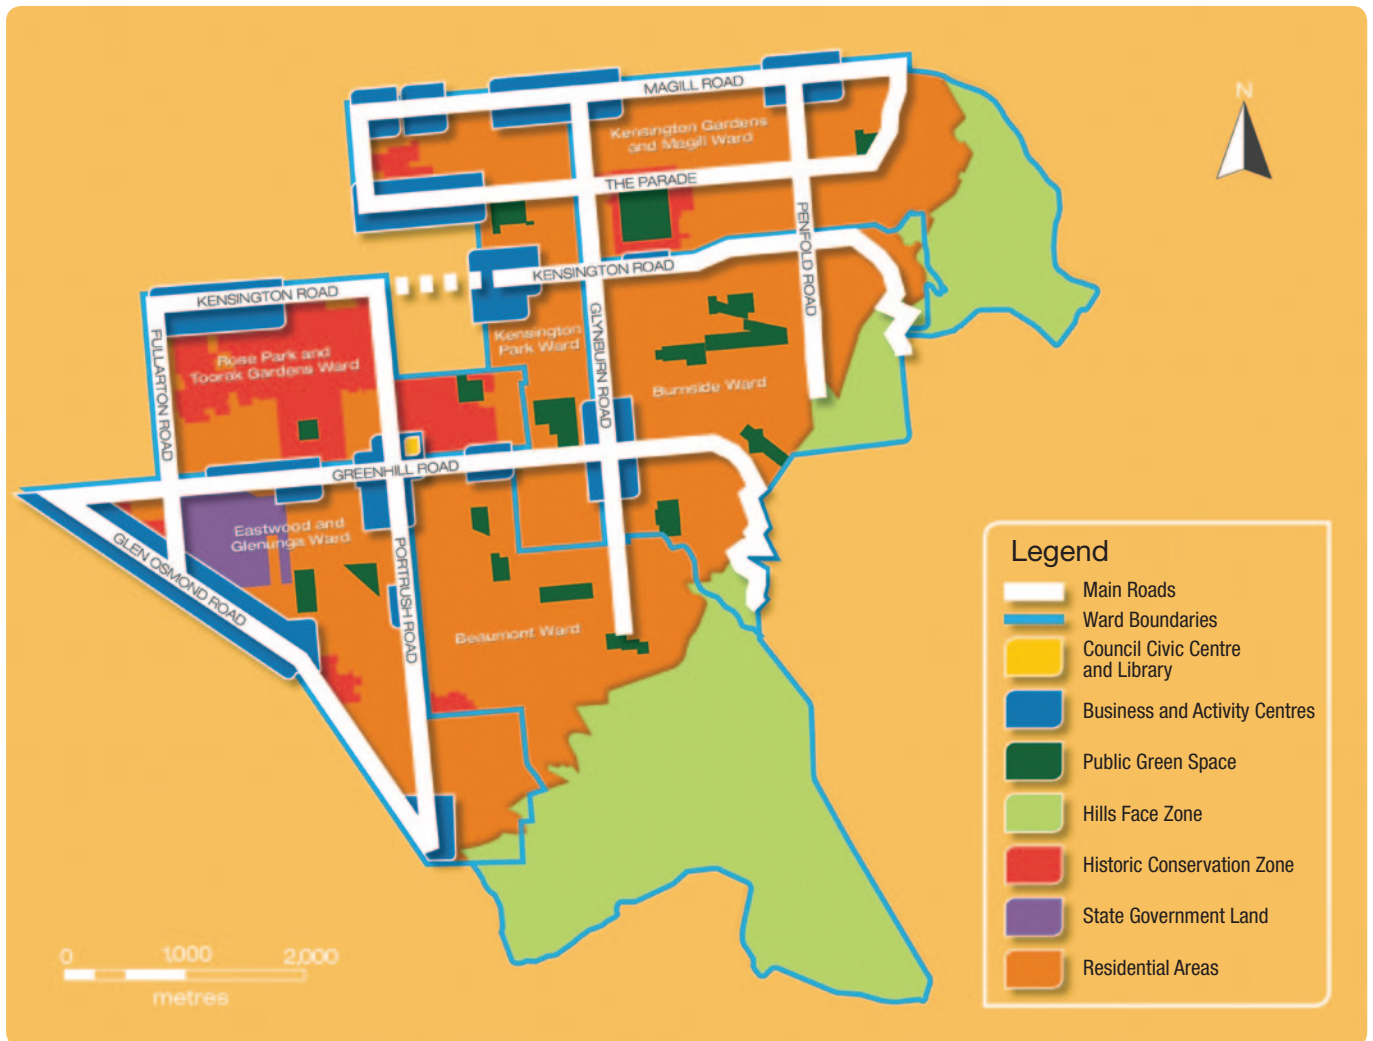 N
MAGILL ROAD
Kensington Gardens
and Magill Ward
THE PARADE
PENFOLD ROAD
KENSINGTON ROAD
KENSINGTON ROAD
GLYNBURN ROAD
Kensington
Park Ward
FULLARTON ROAD
Rose Park and
Toorak Gardens Ward
Burnside Ward
GREENHILL ROAD
Eastwood and
Glenunga Ward
GLEN OSMOND ROAD
PORTRUSH ROAD
Beaumont Ward
Legend
Main Roads
Ward Boundaries
Council Civic Centre
and Library
Business and Activity Centres
Public Green Space
Hills Face Zone
Historic Conservation Zone
State Government Land
Residential Areas
0 1,000 2,000
metres